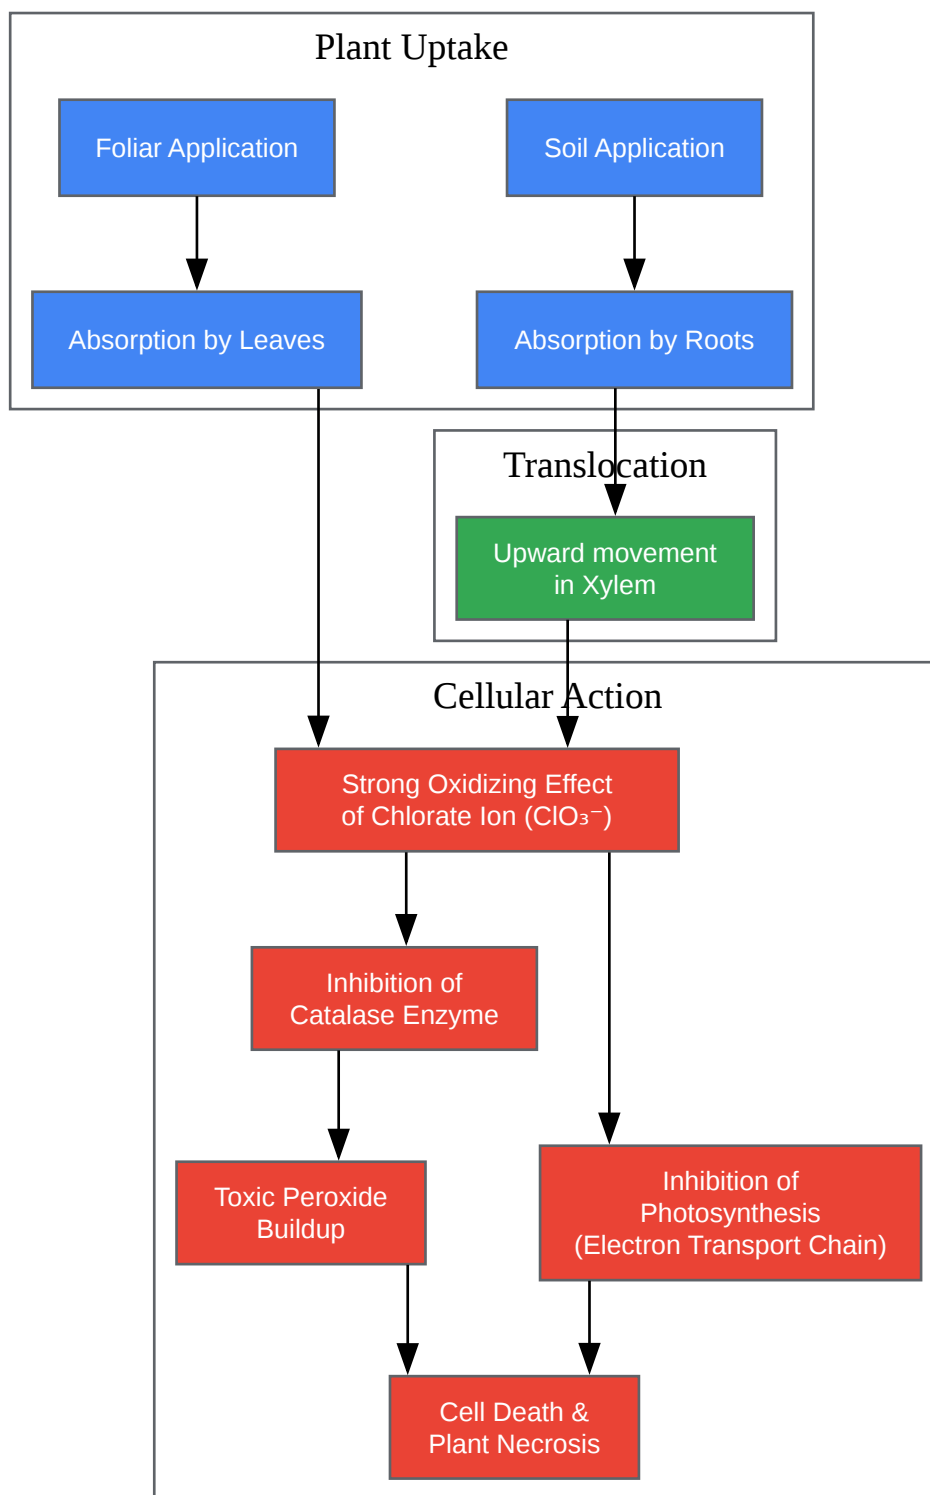 Plant Uptake
Foliar Application
Soil Application
Absorption by Leaves
Absorption by Roots
Translocation
Upward movement
in Xylem
Cellular Action
Strong Oxidizing Effect
of Chlorate Ion (ClO₃⁻)
Inhibition of
Catalase Enzyme
Toxic Peroxide
Buildup
Inhibition of
Photosynthesis
(Electron Transport Chain)
Cell Death &
Plant Necrosis